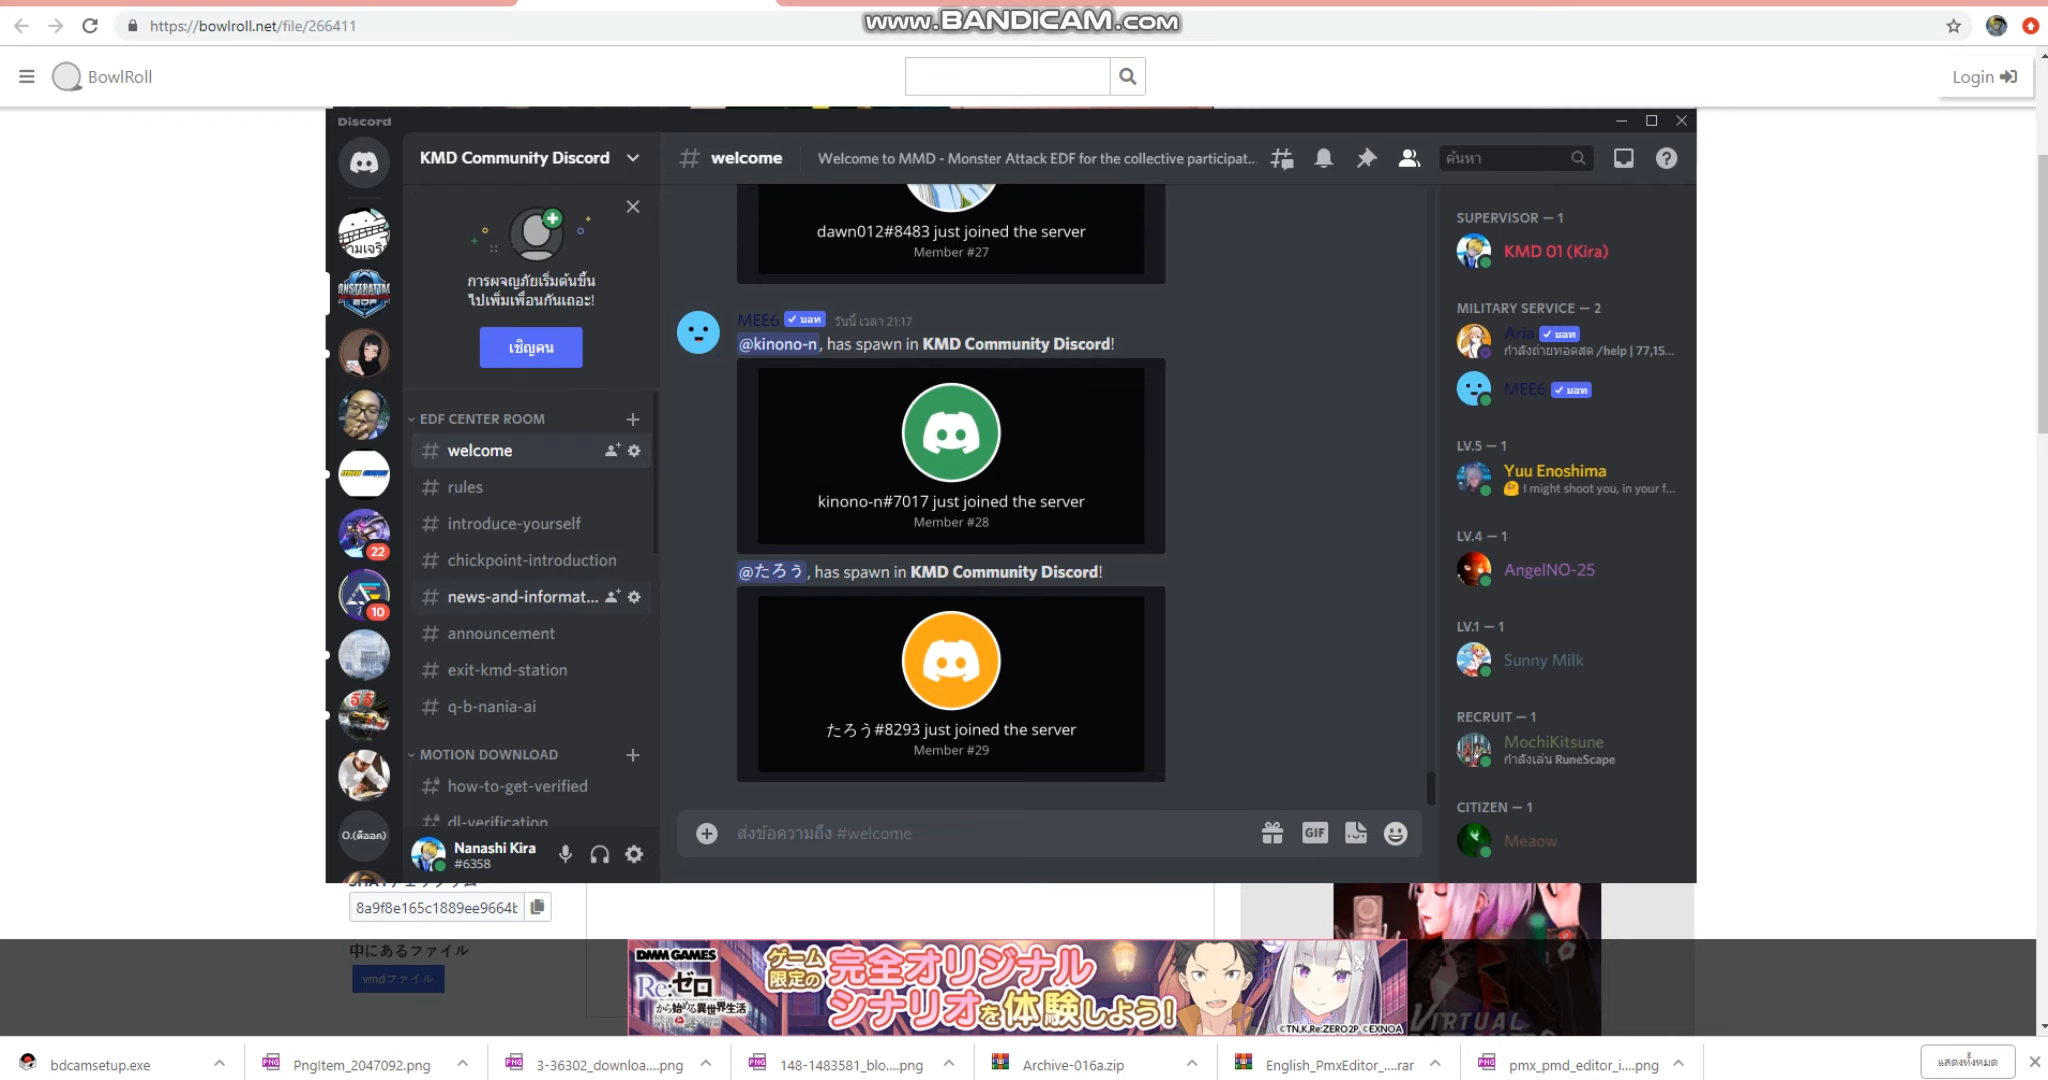 https://bowlroll.net/file/266411
www.BANDICAM.com
BowlRoll
Login
Discord
KMD Community Discord
welcome
Welcome to MMD - Monster Attack EDF for the collective participat...
ค้นหา
การผจญภัยเริ่มต้นขึ้น
ไปเพิ่มเพื่อนกันเถอะ!
เชิญคน
22
10
EDF CENTER ROOM
welcome
rules
introduce-yourself
chickpoint-introduction
news-and-informat...
announcement
exit-kmd-station
q-b-nania-ai
MOTION DOWNLOAD
how-to-get-verified
dl-verification
Nanashi Kira
#6358
dawn012#8483 just joined the server
Member #27
MEE6 บอท วันนี้ เวลา 21:17
@kinono-n, has spawn in KMD Community Discord!
kinono-n#7017 just joined the server
Member #28
@たろう, has spawn in KMD Community Discord!
たろう#8293 just joined the server
Member #29
ส่งข้อความถึง #welcome
GIF
SUPERVISOR — 1
KMD 01 (Kira)
MILITARY SERVICE — 2
Aria บอท
กำลังถ่ายทอดสด /help | 77,15...
MEE6 บอท
LV.5 — 1
Yuu Enoshima
I might shoot you, in your f...
LV.4 — 1
AngelNO-25
LV.1 — 1
Sunny Milk
RECRUIT — 1
MochiKitsune
กำลังเล่น RuneScape
CITIZEN — 1
Meaow
8a9f8e165c1889ee9664b
中にあるファイル
vmdファイル
DMM GAMES
Re:ゼロ
から始める異世界生活
ゲーム限定の
完全オリジナル
シナリオを体験しよう!
©TN,K,Re:ZERO2P ©EXNOA
VIRTUAL
bdcamsetup.exe
PngItem_2047092.png
3-36302_downloa....png
148-1483581_blo....png
Archive-016a.zip
English_PmxEditor_....rar
pmx_pmd_editor_i....png
แสดงทั้งหมด